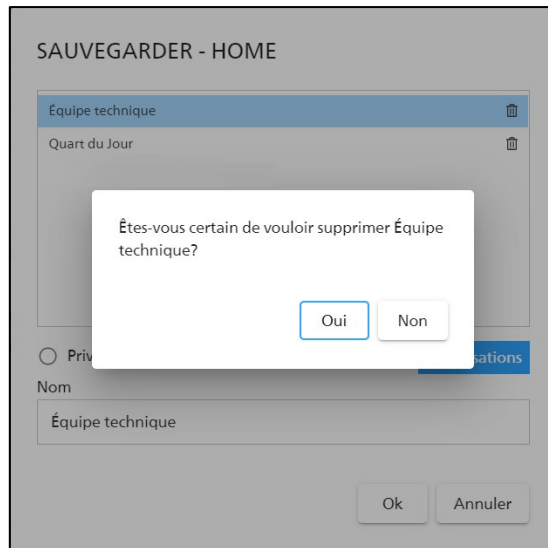 SAUVEGARDER - HOME
Équipe technique
Quart du Jour
Êtes-vous certain de vouloir supprimer Équipe
technique?
Oui Non
Nom
Équipe technique
Ok Annuler